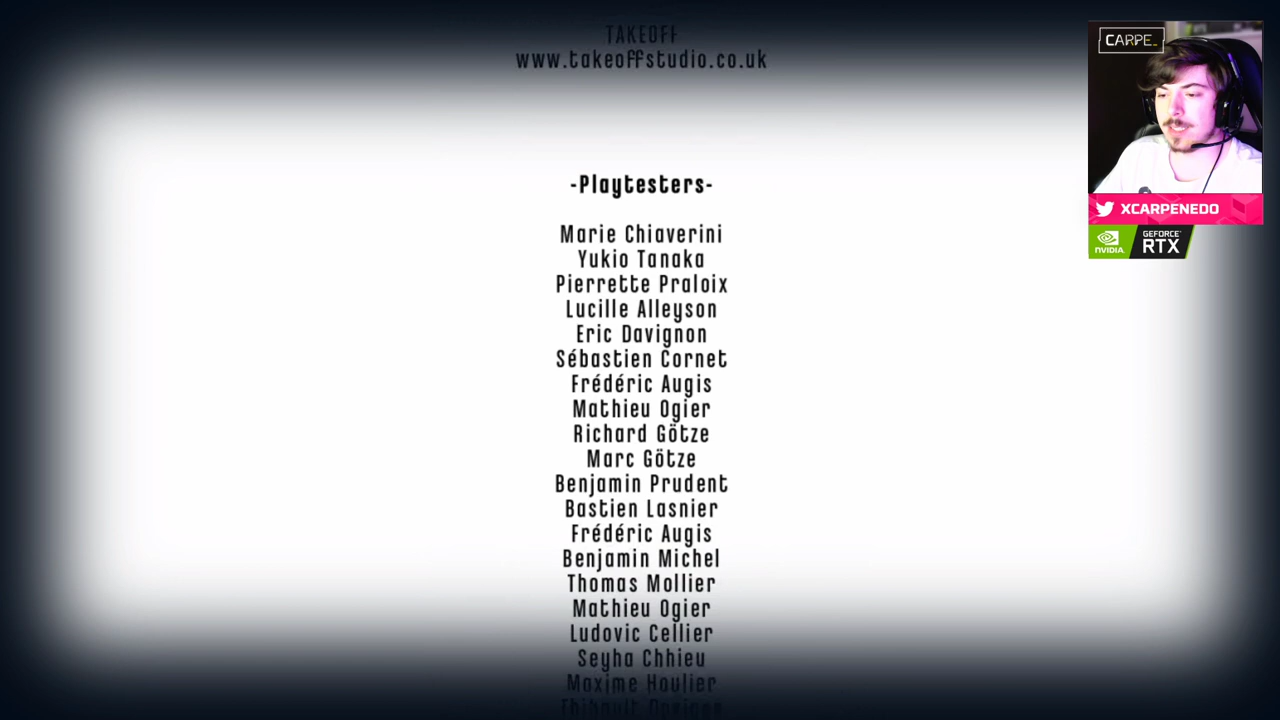 TAKEOFF
www.takeoffstudio.co.uk
-Playtesters-
Marie Chiaverini
Yukio Tanaka
Pierrette Praloix
Lucille Alleyson
Eric Davignon
Sébastien Cornet
Frédéric Augis
Mathieu Ogier
Richard Götze
Marc Götze
Benjamin Prudent
Bastien Lasnier
Frédéric Augis
Benjamin Michel
Thomas Mollier
Mathieu Ogier
Ludovic Cellier
Seyha Chhieu
Maxime Houlier
CARPE_
XCARPENEDO
NVIDIA
GEFORCE
RTX